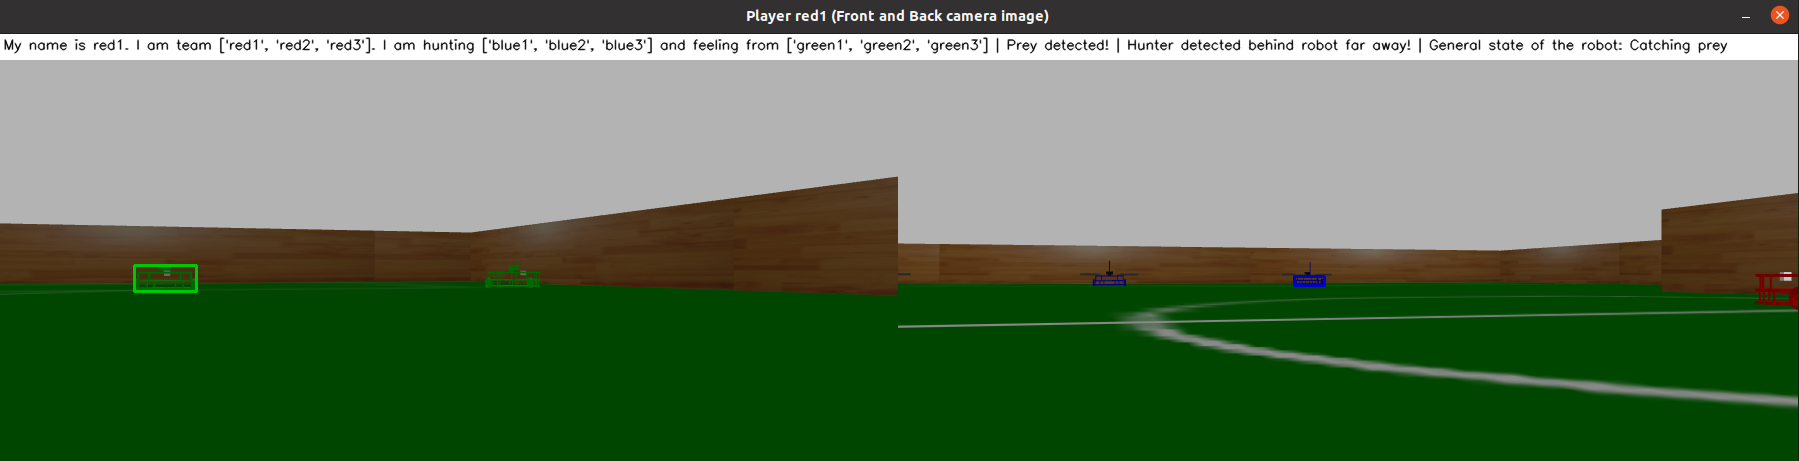 Player red1 (Front and Back camera image)
My name is red1. I am team ['red1', 'red2', 'red3']. I am hunting ['blue1', 'blue2', 'blue3'] and feeling from ['green1', 'green2', 'green3'] | Prey detected! | Hunter detected behind robot far away! | General state of the robot: Catching prey